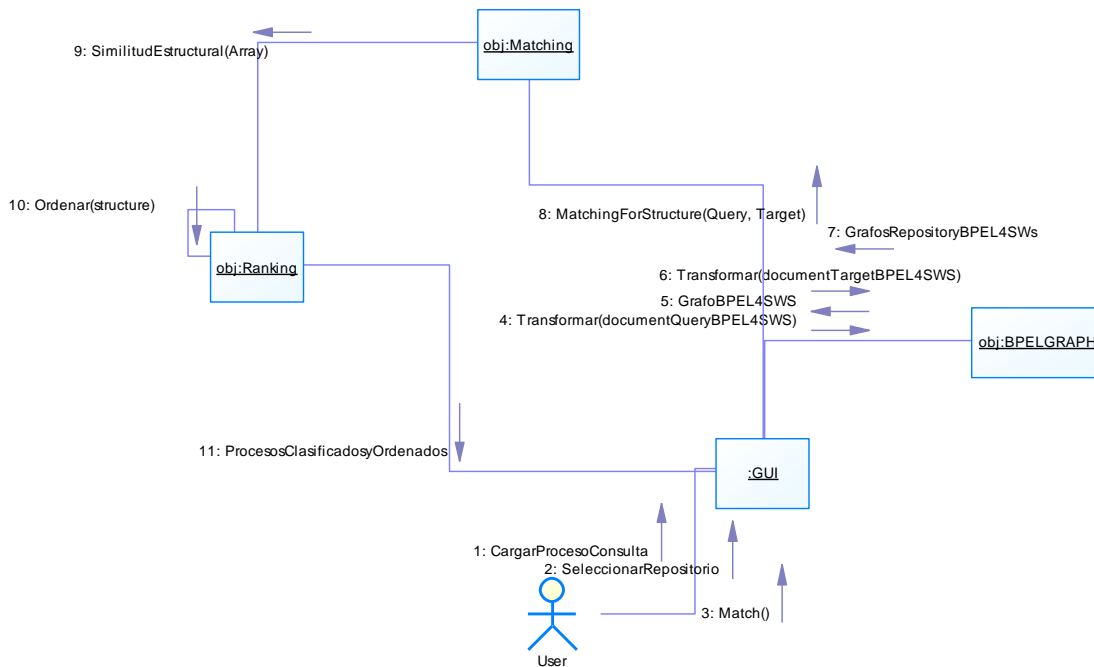 obj:Matching
9: SimilitudEstructural(Array)
10: Ordenar(structure)
obj:Ranking
8: MatchingForStructure(Query, Target)
7: GrafosRepositoryBPEL4SWs
6: Transformar(documentTargetBPEL4SWS)
5: GrafoBPEL4SWS
4: Transformar(documentQueryBPEL4SWS)
obj:BPELGRAPH
11: ProcesosClasificadosyOrdenados
:GUI
1: CargarProcesoConsulta
2: SeleccionarRepositorio
3: Match()
User